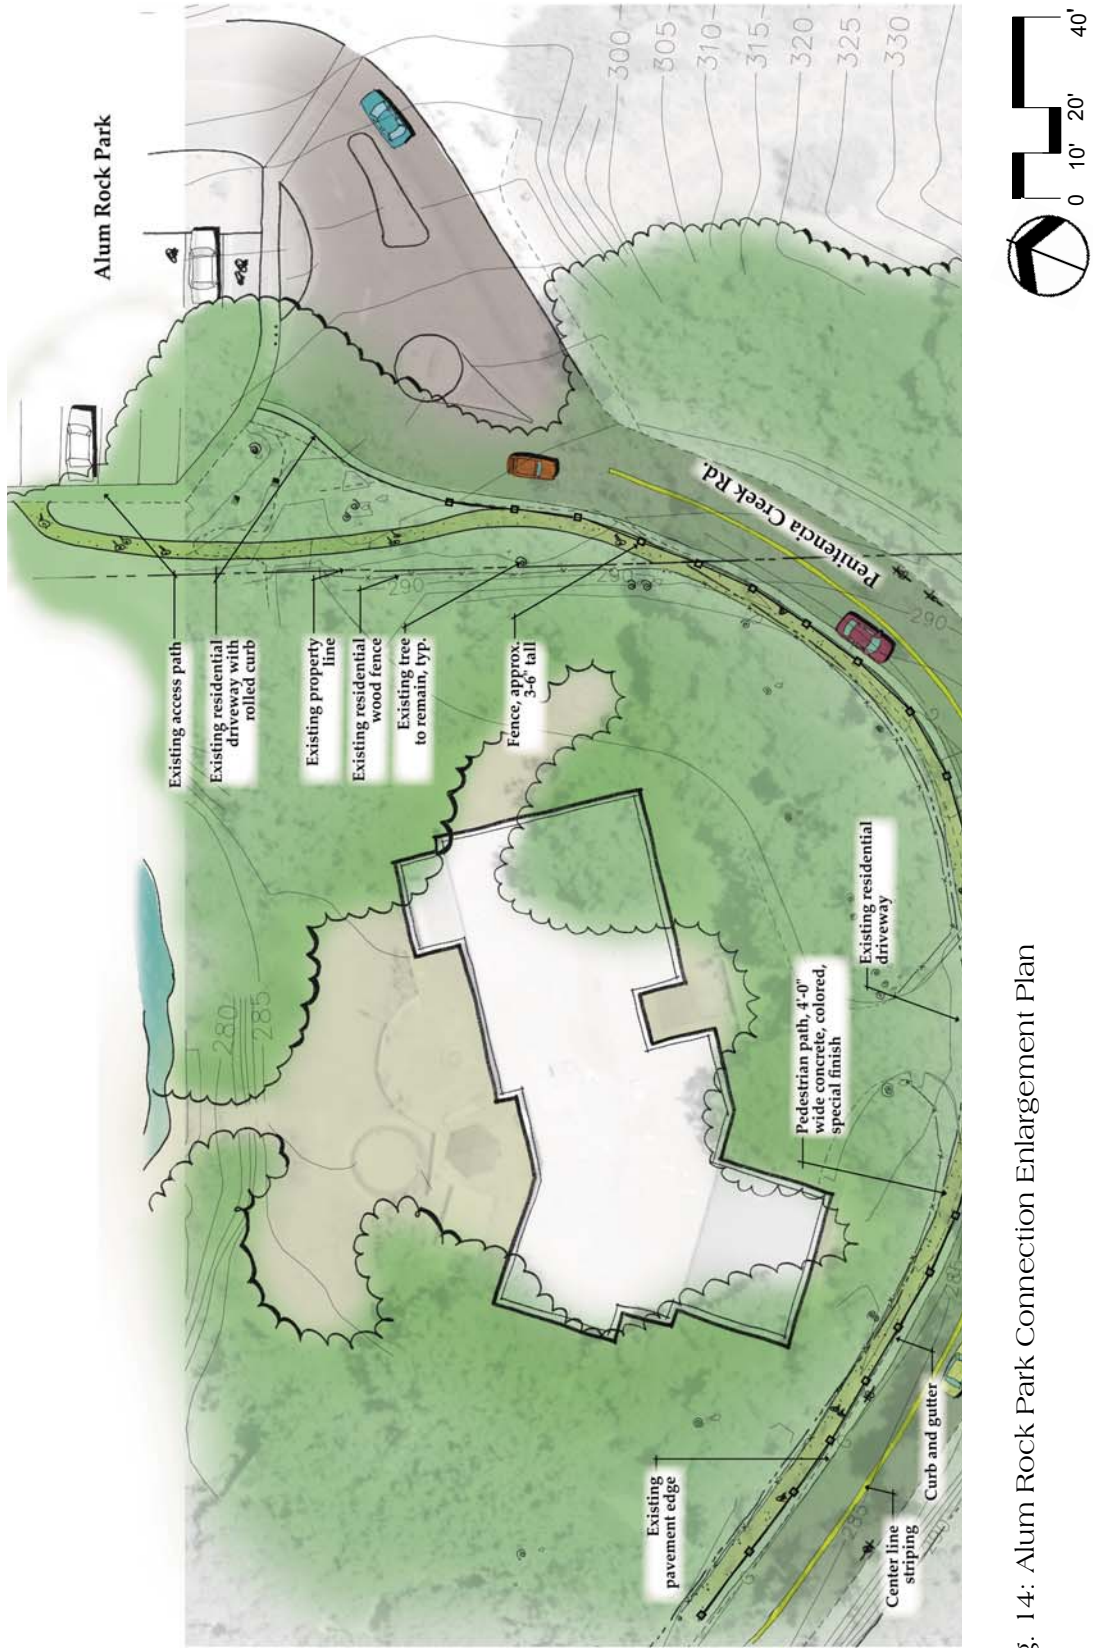 Alum Rock Park
300
305
310
315
320
325
330
Penitencia Creek Rd.
Existing access path
Existing residential
driveway with
rolled curb
Existing property
line
Existing residential
wood fence
Existing tree
to remain, typ.
Fence, approx.
3-6" tall
290
290
290
280
285
Existing residential
driveway
Pedestrian path, 4'-0"
wide concrete, colored,
special finish
Existing
pavement edge
Center line
striping
Curb and gutter
285
0 10' 20' 40'
g. 14: Alum Rock Park Connection Enlargement Plan